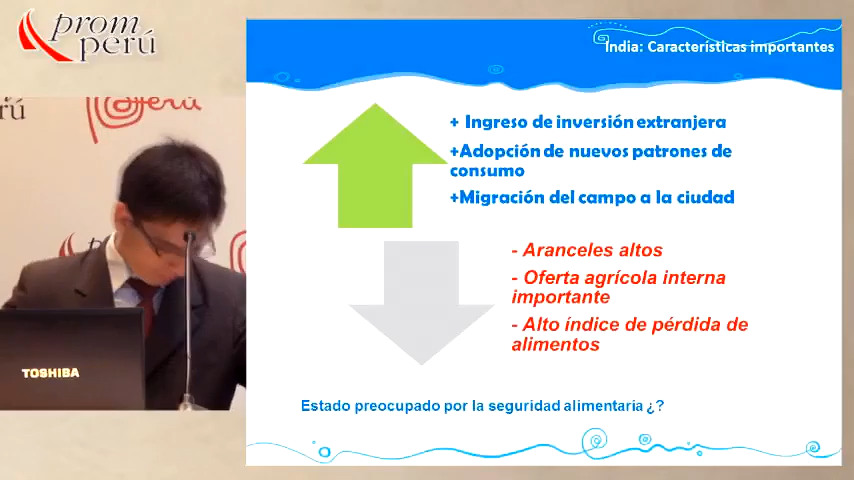 prom
perú
rú
Perú
India: Características importantes
+ Ingreso de inversión extranjera
+Adopción de nuevos patrones de
consumo
+Migración del campo a la ciudad
- Aranceles altos
- Oferta agrícola interna
importante
- Alto índice de pérdida de
alimentos
TOSHIBA
Estado preocupado por la seguridad alimentaria ¿?